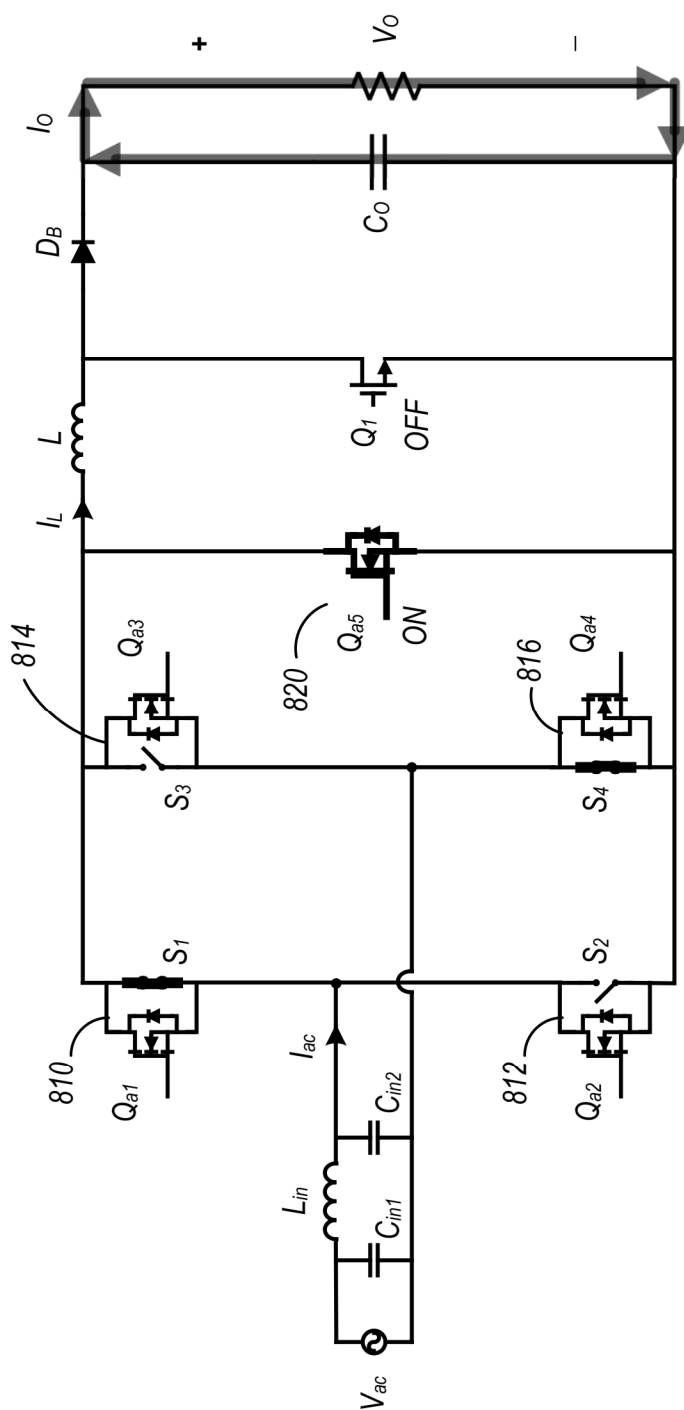 814
Qa3
IL
L
DB
IO
+
810
Qa1
S1
S3
820
Qa5
ON
Q1
OFF
CO
VO
Vac
Cin1
Lin
Cin2
Iac
812
Qa2
S2
816
Qa4
S4
−